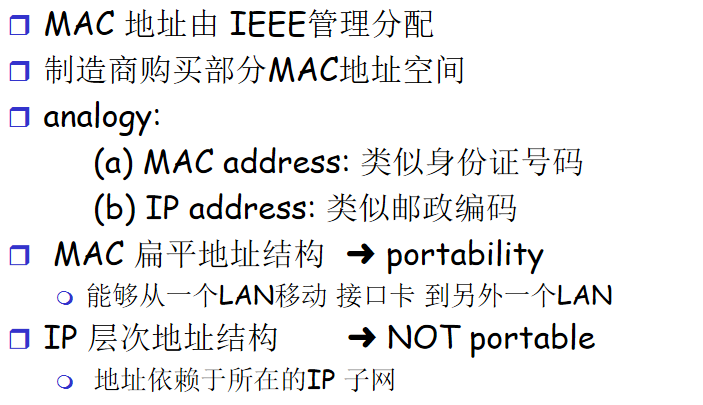 MAC 地址由 IEEE管理分配
制造商购买部分MAC地址空间
analogy:
(a) MAC address: 类似身份证号码
(b) IP address: 类似邮政编码
MAC 扁平地址结构 ➜ portability
能够从一个LAN移动 接口卡 到另外一个LAN
IP 层次地址结构 ➜ NOT portable
地址依赖于所在的IP 子网